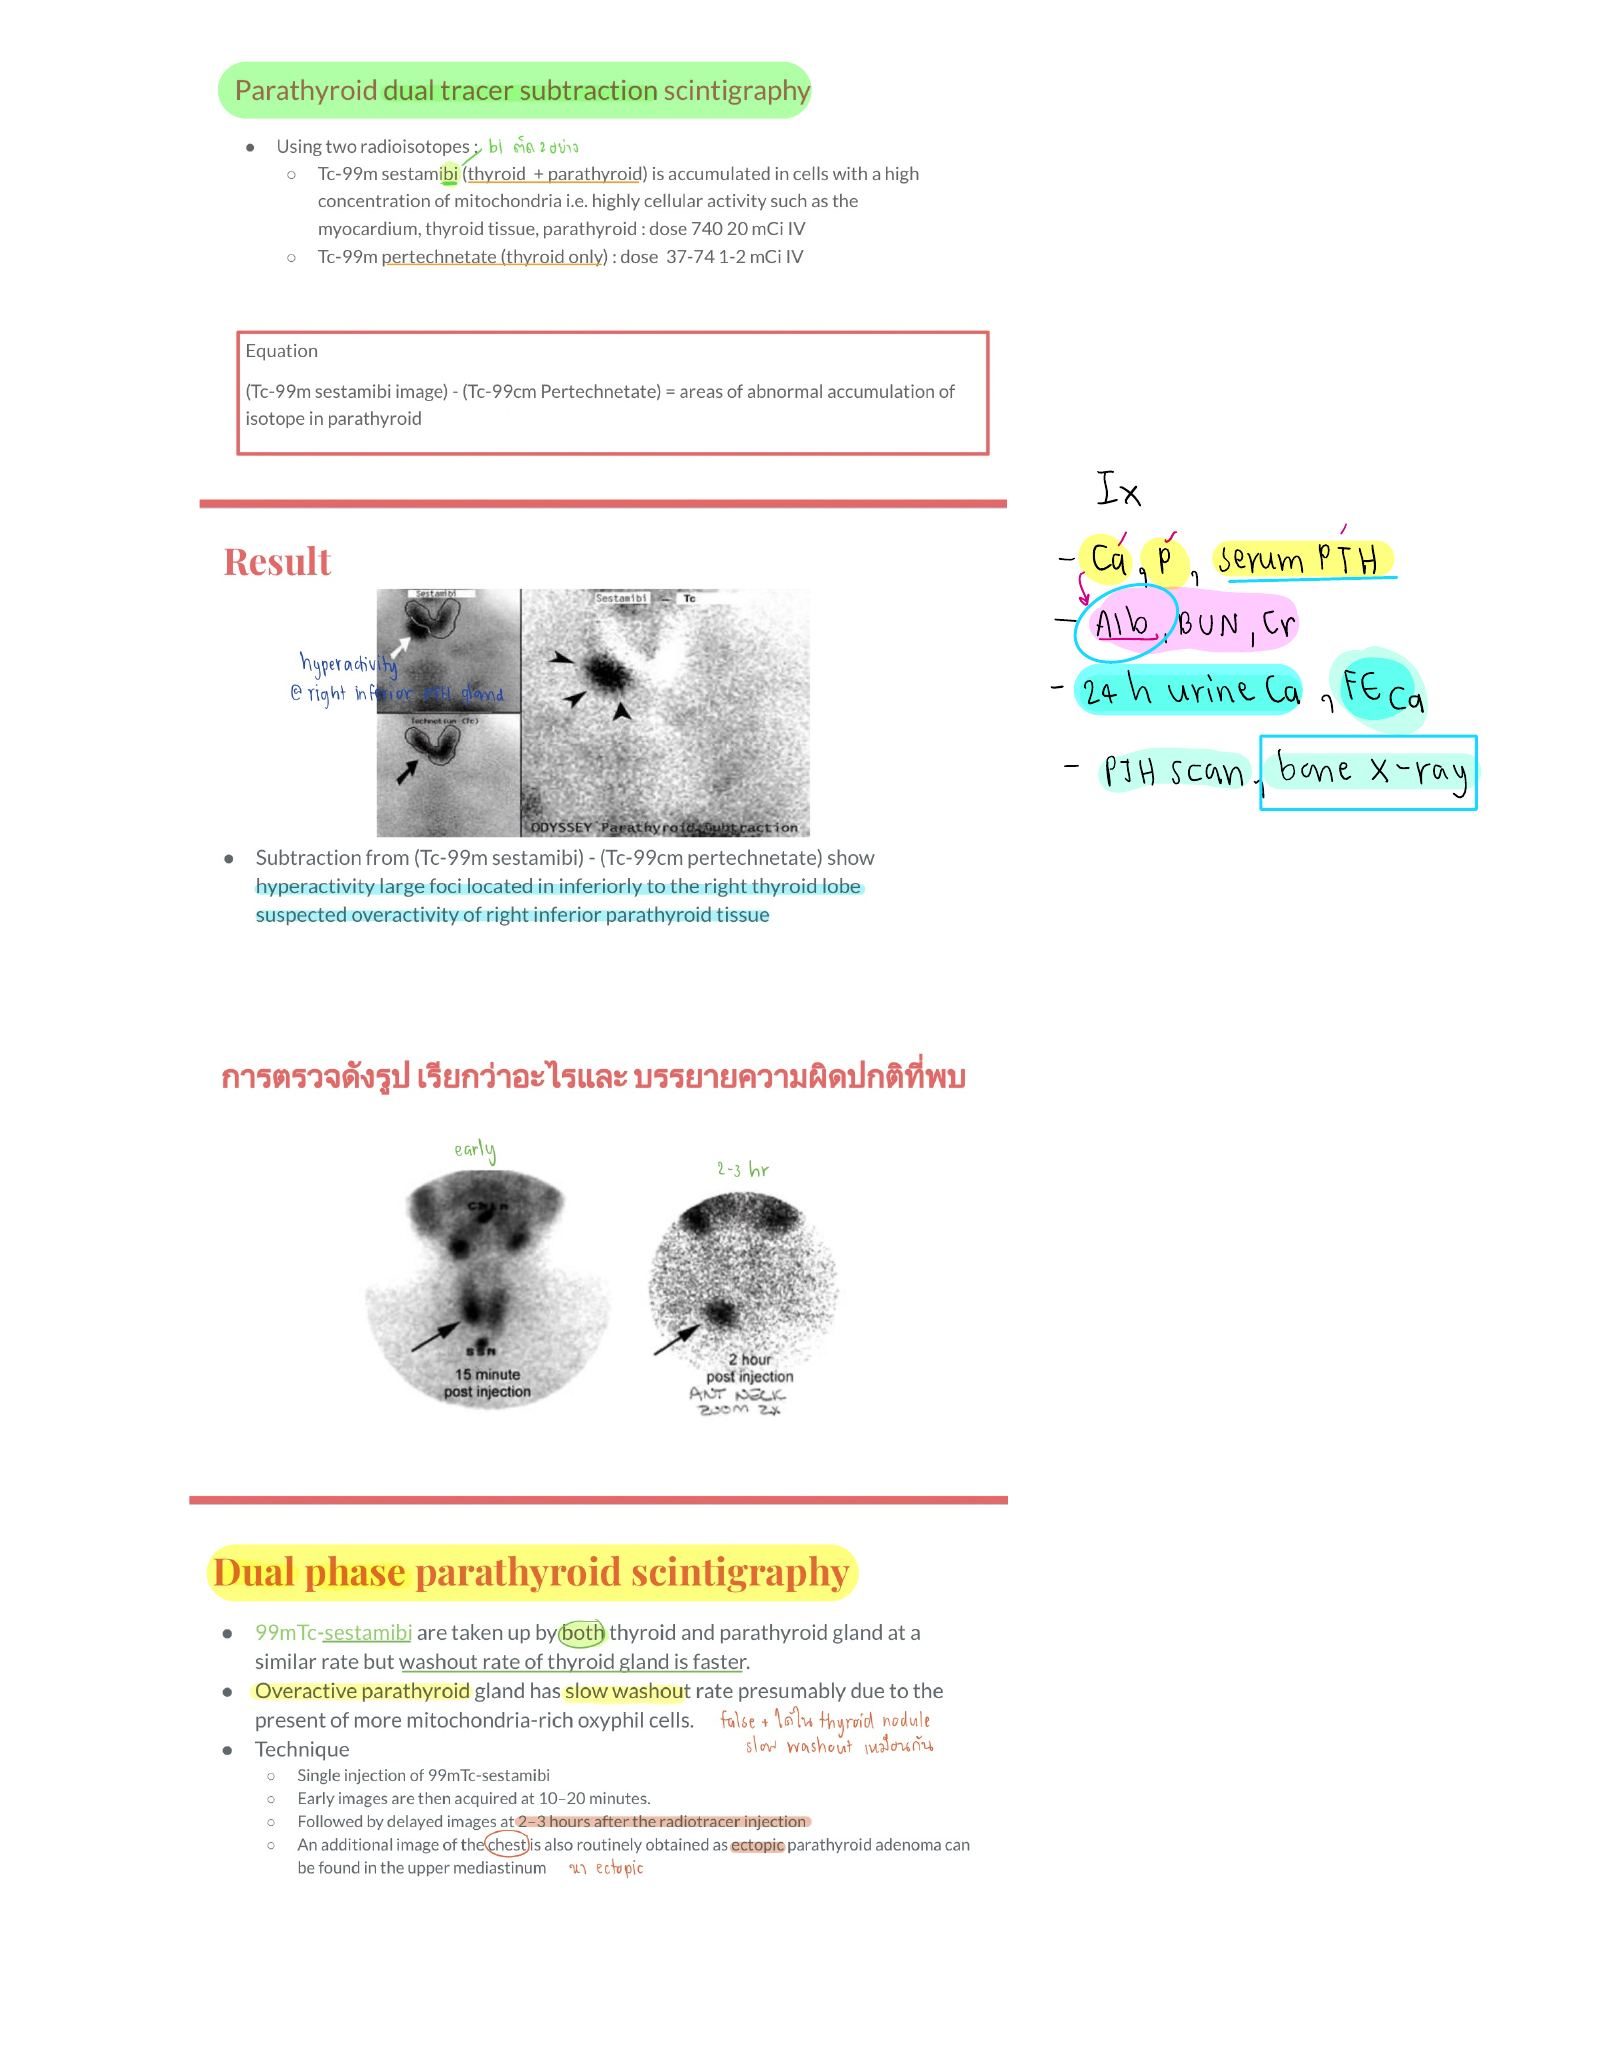 Parathyroid dual tracer subtraction scintigraphy
● Using two radioisotopes : bi ติด 2 อย่าง
○ Tc-99m sestamibi (thyroid + parathyroid) is accumulated in cells with a high
concentration of mitochondria i.e. highly cellular activity such as the
myocardium, thyroid tissue, parathyroid : dose 740 20 mCi IV
○ Tc-99m pertechnetate (thyroid only) : dose 37-74 1-2 mCi IV
Equation
(Tc-99m sestamibi image) - (Tc-99cm Pertechnetate) = areas of abnormal accumulation of
isotope in parathyroid
Ix
- Ca, P, serum PTH
- Alb, BUN, Cr
- 24 h urine Ca, FE Ca
- PTH scan, bone x-ray
Result
Sestamibi
Sestamibi - Tc
hyperactivity
@ right inferior PTH gland
Technetium (Tc)
ODYSSEY Parathyroid Subtraction
● Subtraction from (Tc-99m sestamibi) - (Tc-99cm pertechnetate) show
hyperactivity large foci located in inferiorly to the right thyroid lobe
suspected overactivity of right inferior parathyroid tissue
การตรวจดังรูป เรียกว่าอะไรและ บรรยายความผิดปกติที่พบ
early
2-3 hr
Chin
SSN
15 minute
post injection
2 hour
post injection
ANT NECK
ZOOM 2x
Dual phase parathyroid scintigraphy
● 99mTc-sestamibi are taken up by both thyroid and parathyroid gland at a
similar rate but washout rate of thyroid gland is faster.
● Overactive parathyroid gland has slow washout rate presumably due to the
present of more mitochondria-rich oxyphil cells. false + ได้ใน thyroid nodule
slow washout เหมือนกัน
● Technique
○ Single injection of 99mTc-sestamibi
○ Early images are then acquired at 10–20 minutes.
○ Followed by delayed images at 2–3 hours after the radiotracer injection
○ An additional image of the chest is also routinely obtained as ectopic parathyroid adenoma can
be found in the upper mediastinum หา ectopic